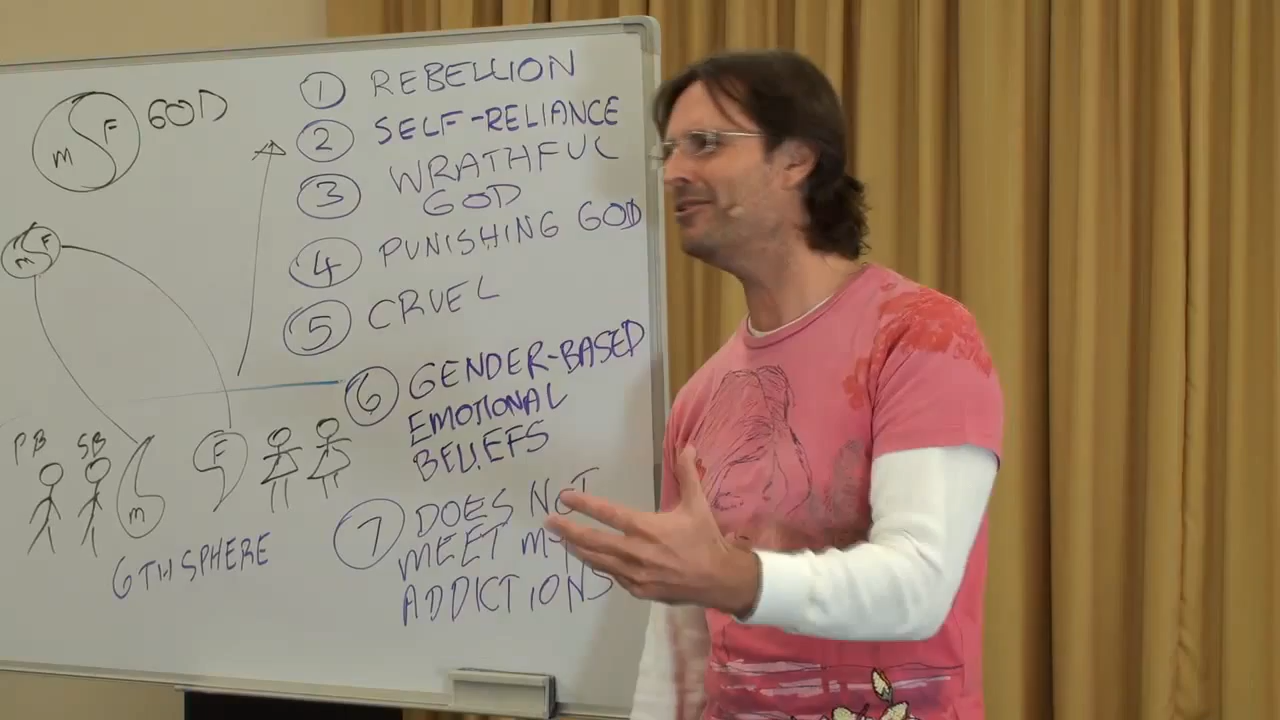 M F GOD
M F
PB SB M F
6TH SPHERE
1 REBELLION
2 SELF-RELIANCE
3 WRATHFUL
GOD
4 PUNISHING GOD
5 CRUEL
6 GENDER-BASED
EMOTIONAL
BELIEFS
7 DOES NOT
MEET MY
ADDICTIONS